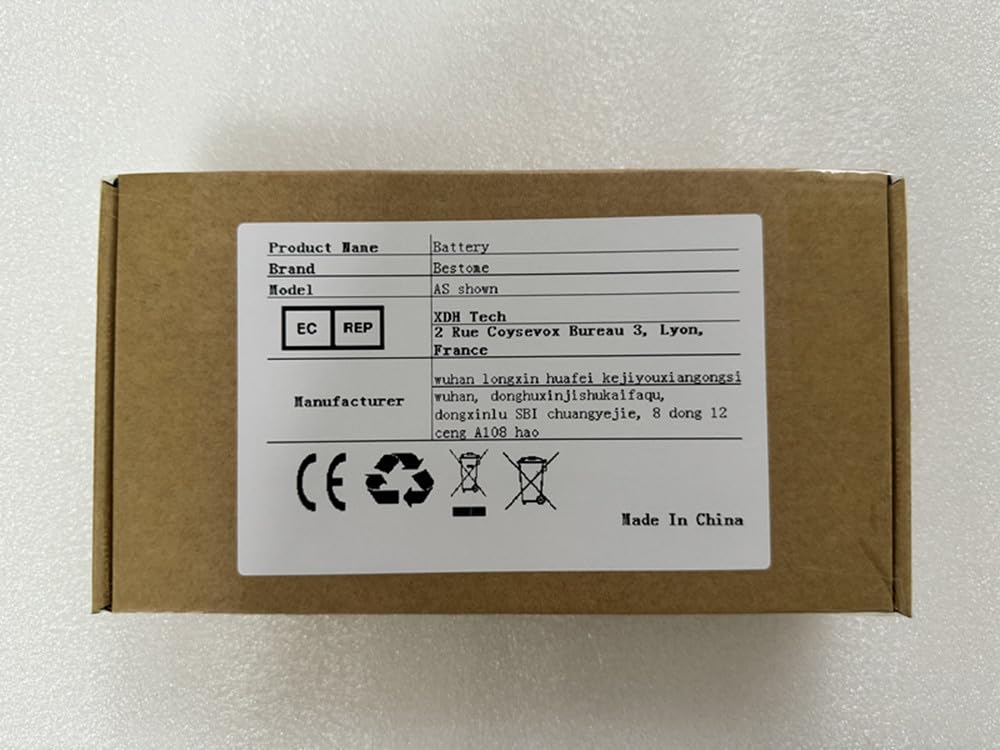 Product Name Battery
Brand Bestome
Model AS shown
EC REP
XDH Tech
2 Rue Coysevox Bureau 3, Lyon,
France
Manufacturer
wuhan longxin huafei kejiyouxiangongsi
wuhan, donghuxinjishukaifaqu,
dongxinlu SBI chuangyejie, 8 dong 12
ceng A108 hao
CE
Made In China